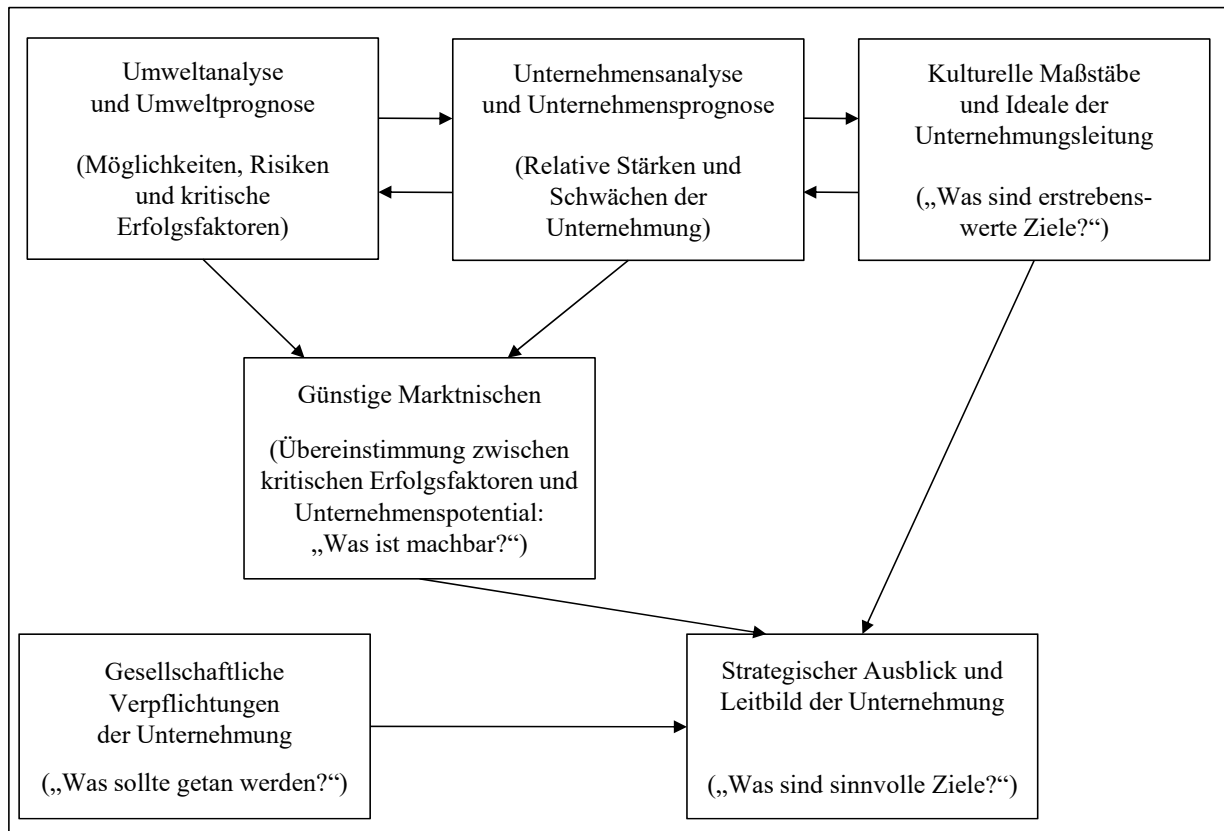 Umweltanalyse
und Umweltprognose
(Möglichkeiten, Risiken
und kritische
Erfolgsfaktoren)
Unternehmensanalyse
und Unternehmensprognose
(Relative Stärken und
Schwächen der
Unternehmung)
Kulturelle Maßstäbe
und Ideale der
Unternehmungsleitung
(„Was sind erstrebens-
werte Ziele?“)
Günstige Marktnischen
(Übereinstimmung zwischen
kritischen Erfolgsfaktoren und
Unternehmenspotential:
„Was ist machbar?“)
Gesellschaftliche
Verpflichtungen
der Unternehmung
(„Was sollte getan werden?“)
Strategischer Ausblick und
Leitbild der Unternehmung
(„Was sind sinnvolle Ziele?“)